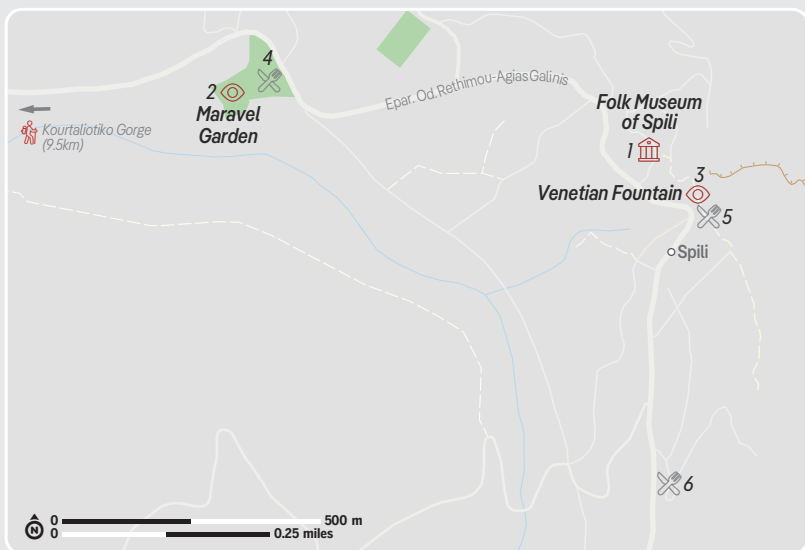 4
2
Maravel
Garden
Epar. Od. Rethimou-Agias Galinis
Kourtaliotiko Gorge
(9.5km)
Folk Museum
of Spili
1
3
Venetian Fountain
5
Spili
6
N
0 500 m
0 0.25 miles